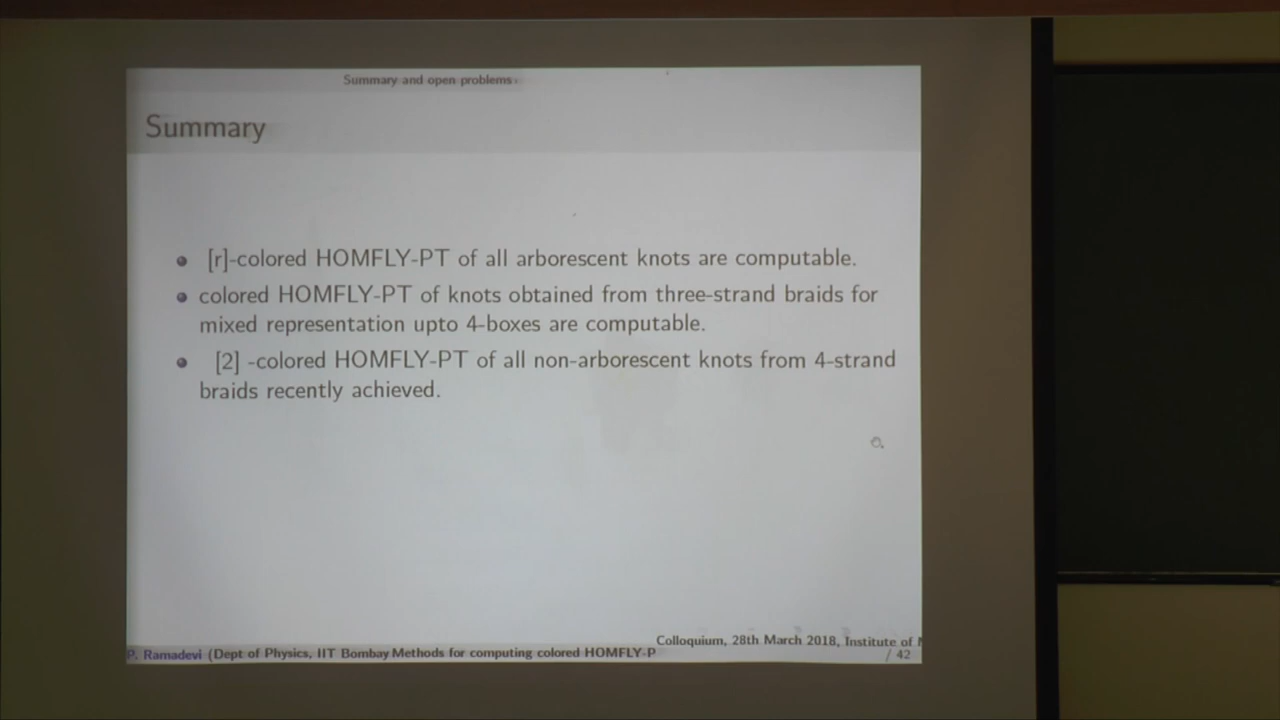 Summary and open problems
Summary
[r]-colored HOMFLY-PT of all arborescent knots are computable.
colored HOMFLY-PT of knots obtained from three-strand braids for
mixed representation upto 4-boxes are computable.
[2] -colored HOMFLY-PT of all non-arborescent knots from 4-strand
braids recently achieved.
Colloquium, 28th March 2018, Institute of
P. Ramadevi (Dept of Physics, IIT Bombay Methods for computing colored HOMFLY-P
/ 42